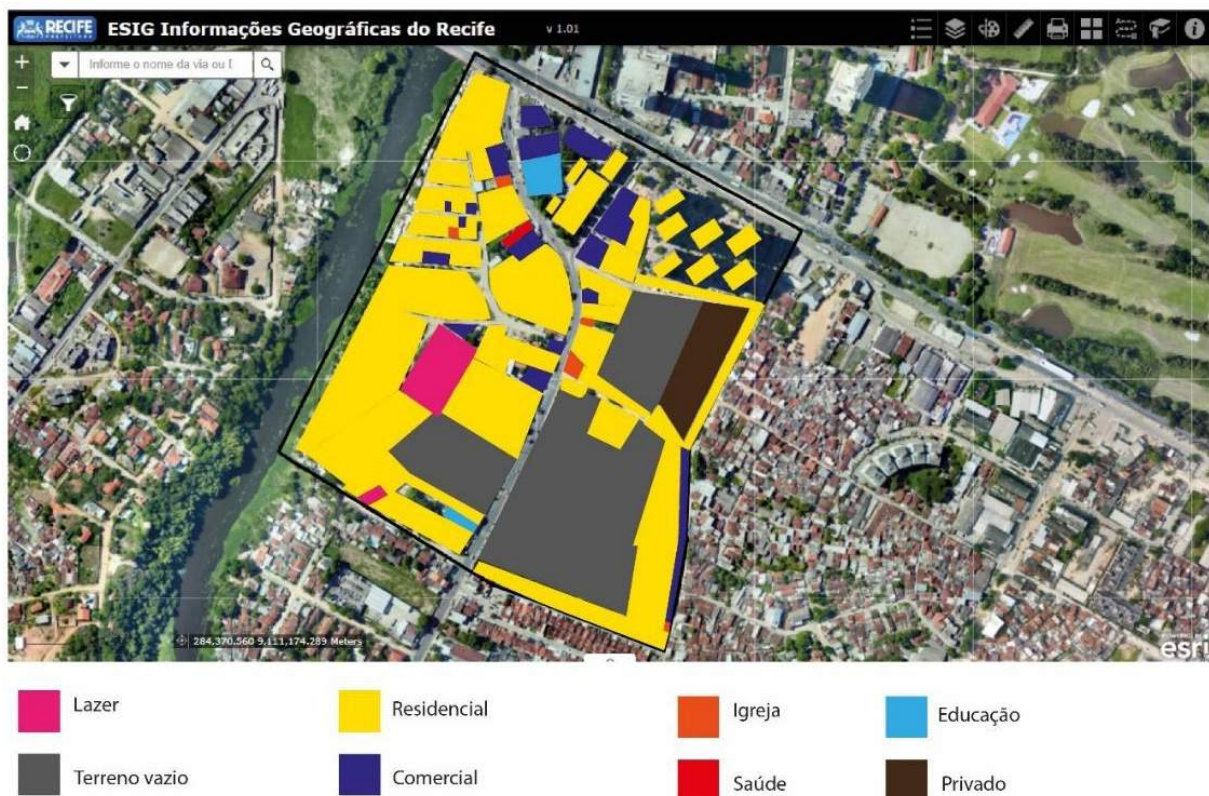 RECIFE
PREFEITURA
ESIG Informações Geográficas do Recife
v 1.01
+
Informe o nome da via ou l
−
284,370.560 9,111,174.289 Meters
esri
Lazer
Residencial
Igreja
Educação
Terreno vazio
Comercial
Saúde
Privado